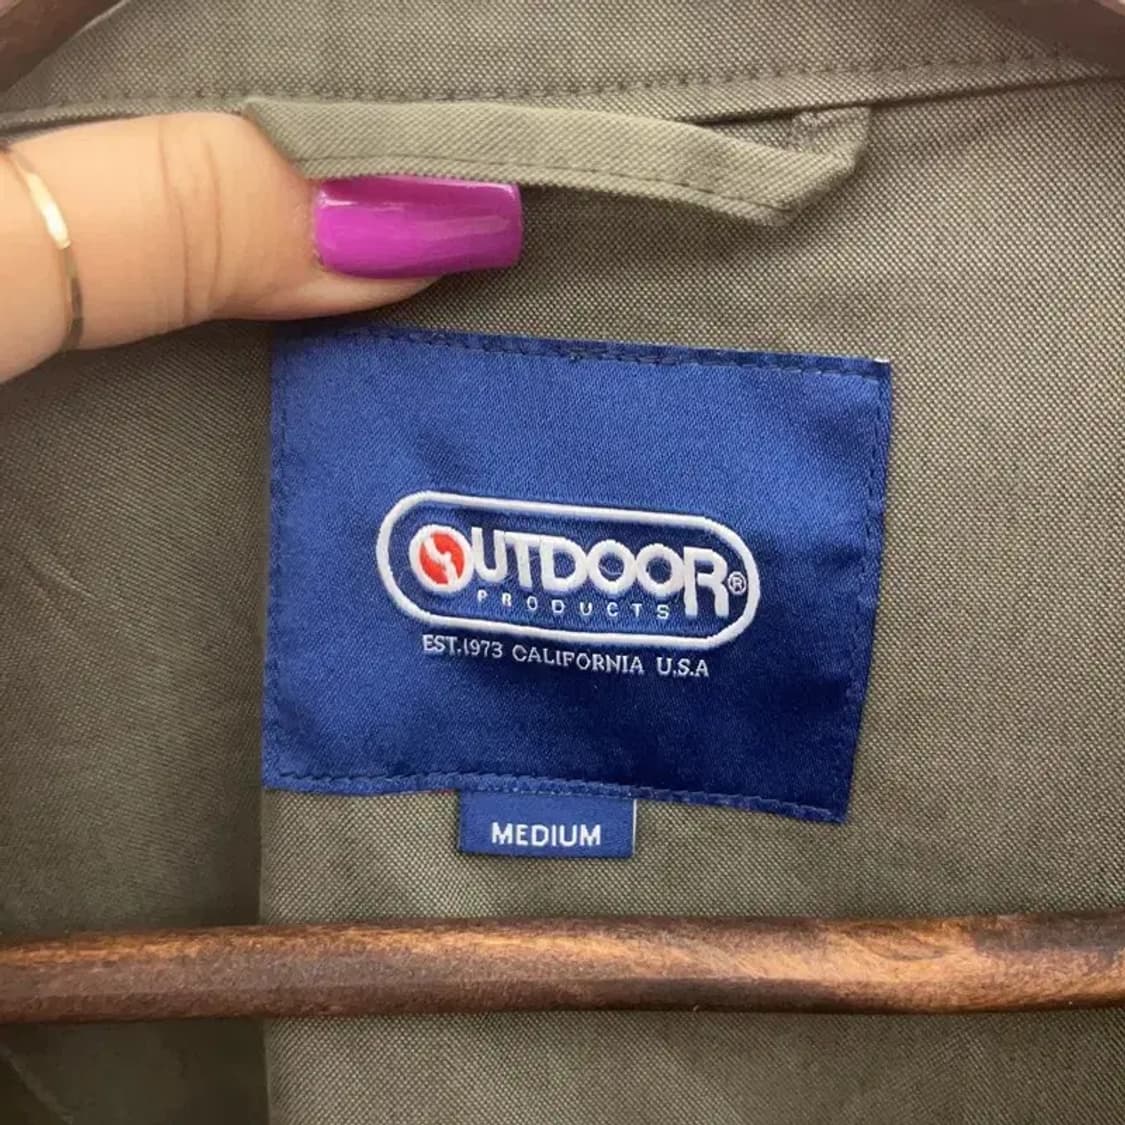 OUTDOOR®
PRODUCTS
EST.1973 CALIFORNIA U.S.A
MEDIUM